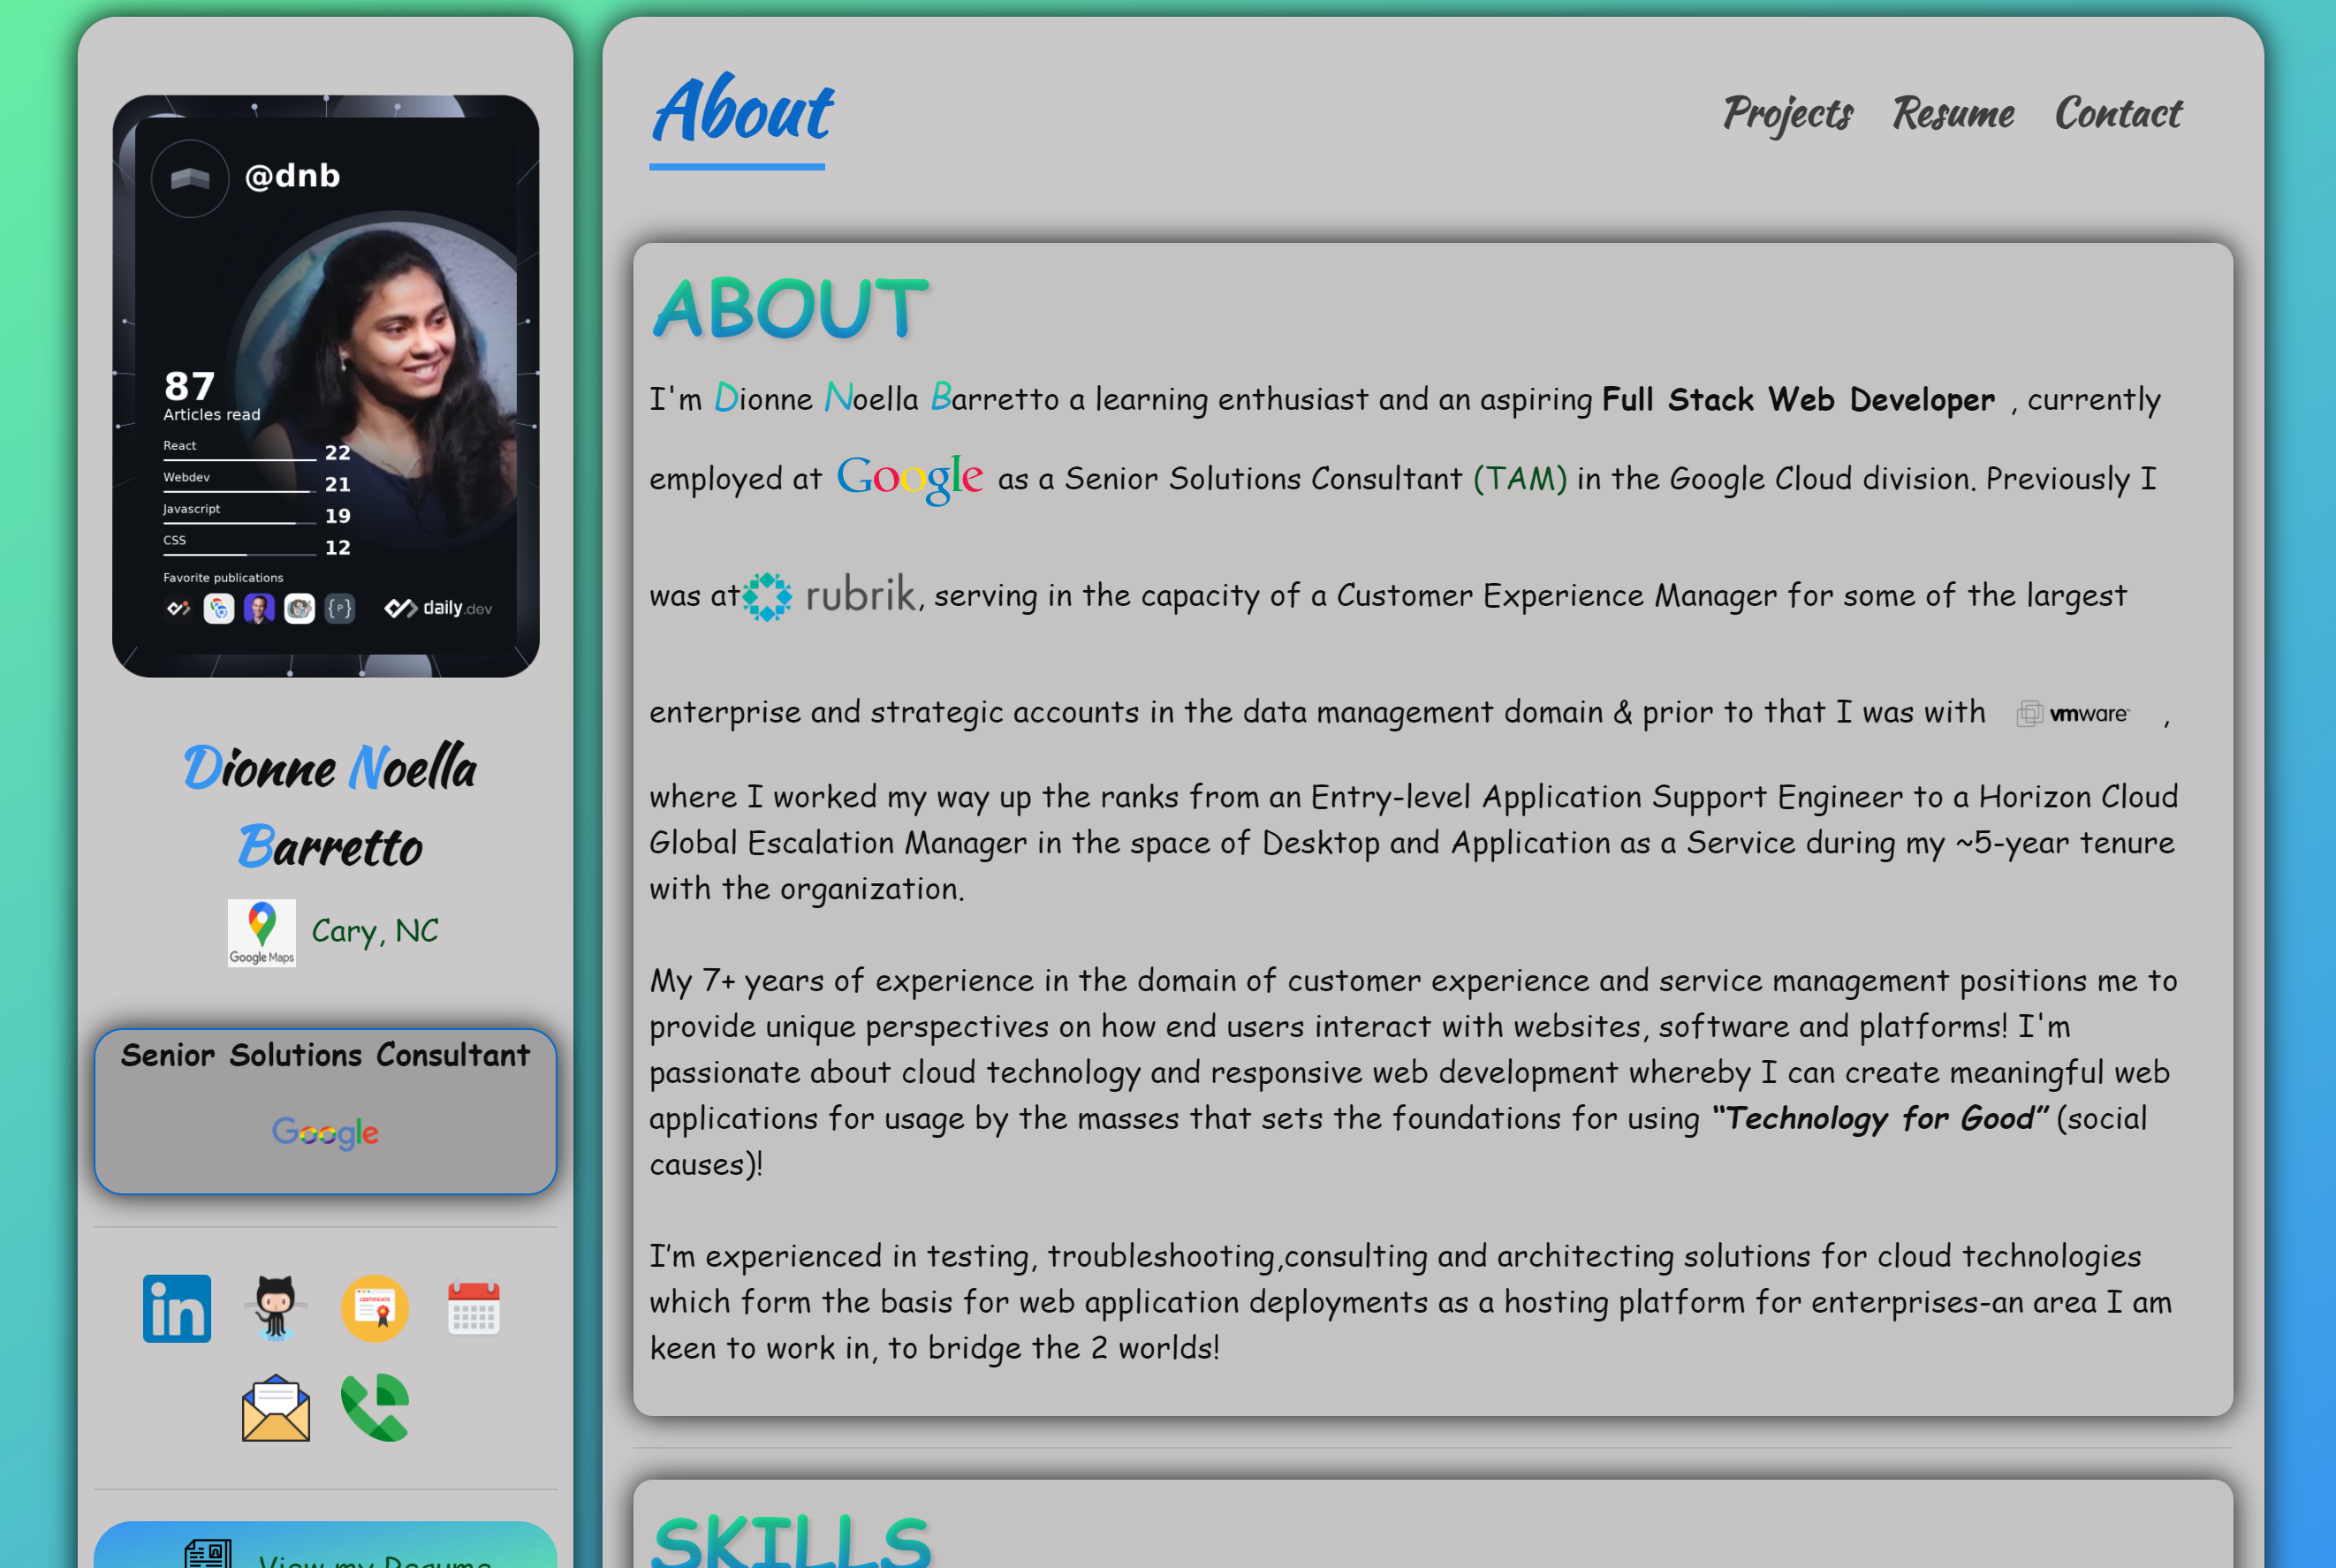 @dnb
87
Articles read
React 22
Webdev 21
Javascript 19
CSS 12
Favorite publications
{P}
daily.dev
Dionne Noella
Barretto
Google Maps
Cary, NC
Senior Solutions Consultant
Google
in
CERTIFICATE
View my Resume
About
Projects Resume Contact
ABOUT
I'm Dionne Noella Barretto a learning enthusiast and an aspiring Full Stack Web Developer , currently
employed at Google as a Senior Solutions Consultant (TAM) in the Google Cloud division. Previously I
was at rubrik, serving in the capacity of a Customer Experience Manager for some of the largest
enterprise and strategic accounts in the data management domain & prior to that I was with vmware ,
where I worked my way up the ranks from an Entry-level Application Support Engineer to a Horizon Cloud
Global Escalation Manager in the space of Desktop and Application as a Service during my ~5-year tenure
with the organization.
My 7+ years of experience in the domain of customer experience and service management positions me to
provide unique perspectives on how end users interact with websites, software and platforms! I'm
passionate about cloud technology and responsive web development whereby I can create meaningful web
applications for usage by the masses that sets the foundations for using “Technology for Good” (social
causes)!
I’m experienced in testing, troubleshooting,consulting and architecting solutions for cloud technologies
which form the basis for web application deployments as a hosting platform for enterprises-an area I am
keen to work in, to bridge the 2 worlds!
SKILLS